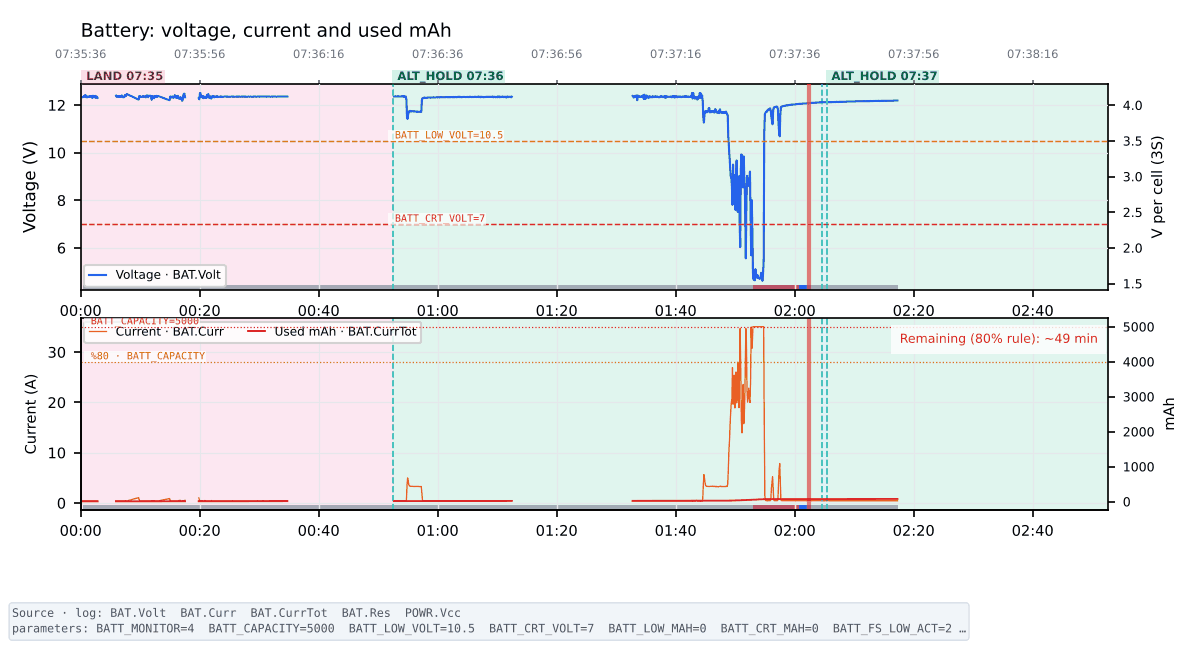 Battery: voltage, current and used mAh
07:35:36 07:35:56 07:36:16 07:36:36 07:36:56 07:37:16 07:37:36 07:37:56 07:38:16
LAND 07:35 ALT_HOLD 07:36 ALT_HOLD 07:37
Voltage (V)
12
10
8
6
BATT_LOW_VOLT=10.5
BATT_CRT_VOLT=7
Voltage · BAT.Volt
4.0
3.5
3.0
2.5
2.0
1.5
V per cell (3S)
00:00 00:20 00:40 01:00 01:20 01:40 02:00 02:20 02:40
BATT_CAPACITY=5000
Current · BAT.Curr Used mAh · BAT.CurrTot
Remaining (80% rule): ~49 min
%80 · BATT_CAPACITY
Current (A)
30
20
10
0
5000
4000
3000
2000
1000
0
mAh
00:00 00:20 00:40 01:00 01:20 01:40 02:00 02:20 02:40
Source · log: BAT.Volt BAT.Curr BAT.CurrTot BAT.Res POWR.Vcc
parameters: BATT_MONITOR=4 BATT_CAPACITY=5000 BATT_LOW_VOLT=10.5 BATT_CRT_VOLT=7 BATT_LOW_MAH=0 BATT_CRT_MAH=0 BATT_FS_LOW_ACT=2 …